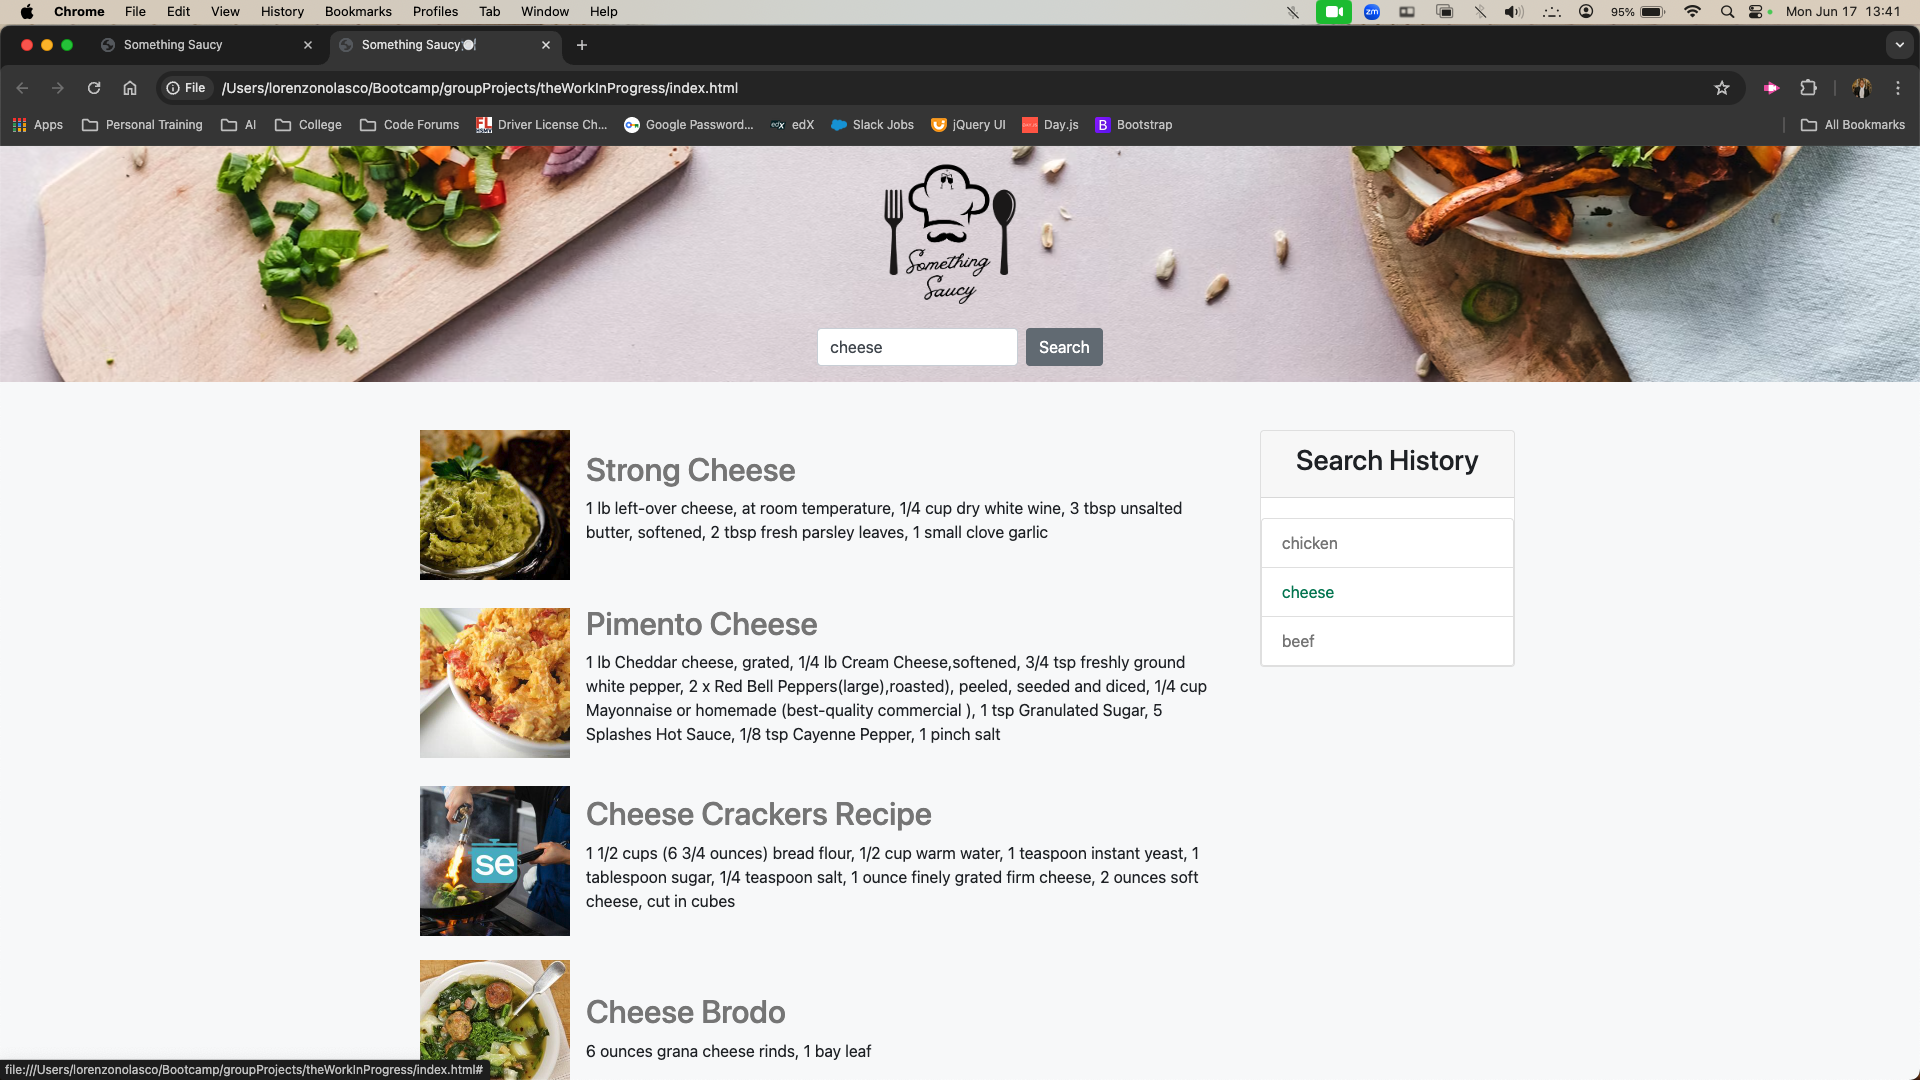 Chrome File Edit View History Bookmarks Profiles Tab Window Help zm 95% Mon Jun 17 13:41
Something Saucy Something Saucy🍽
File /Users/lorenzonolasco/Bootcamp/groupProjects/theWorkInProgress/index.html
Apps Personal Training AI College Code Forums Driver License Ch... Google Password... edX Slack Jobs jQuery UI Day.js B Bootstrap All Bookmarks
Something
Saucy
cheese Search
Strong Cheese
1 lb left-over cheese, at room temperature, 1/4 cup dry white wine, 3 tbsp unsalted
butter, softened, 2 tbsp fresh parsley leaves, 1 small clove garlic
Pimento Cheese
1 lb Cheddar cheese, grated, 1/4 lb Cream Cheese,softened, 3/4 tsp freshly ground
white pepper, 2 x Red Bell Peppers(large),roasted), peeled, seeded and diced, 1/4 cup
Mayonnaise or homemade (best-quality commercial ), 1 tsp Granulated Sugar, 5
Splashes Hot Sauce, 1/8 tsp Cayenne Pepper, 1 pinch salt
se
Cheese Crackers Recipe
1 1/2 cups (6 3/4 ounces) bread flour, 1/2 cup warm water, 1 teaspoon instant yeast, 1
tablespoon sugar, 1/4 teaspoon salt, 1 ounce finely grated firm cheese, 2 ounces soft
cheese, cut in cubes
Cheese Brodo
6 ounces grana cheese rinds, 1 bay leaf
Search History
chicken
cheese
beef
file:///Users/lorenzonolasco/Bootcamp/groupProjects/theWorkInProgress/index.html#